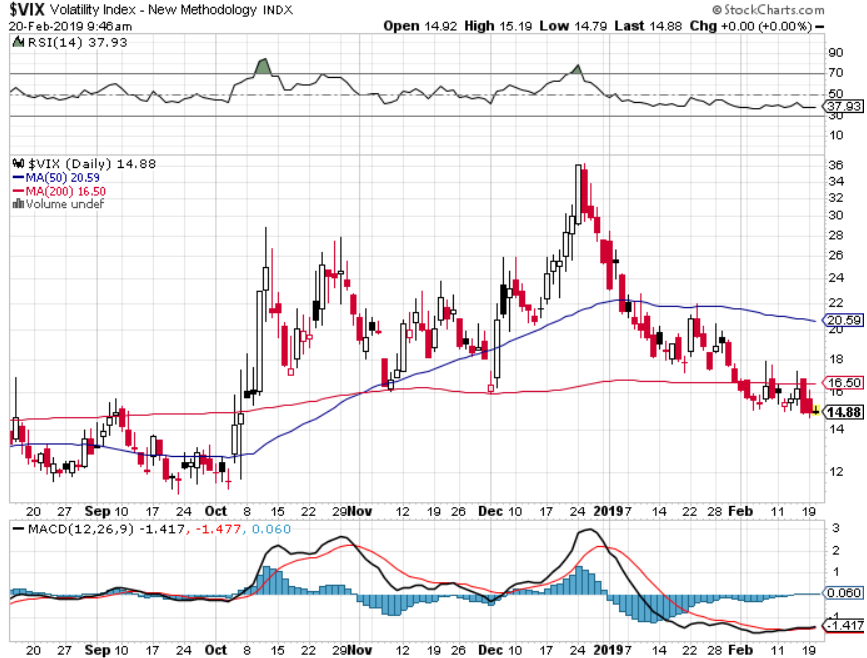 $VIX Volatility Index - New Methodology INDX
© StockCharts.com
20-Feb-2019 9:46am
Open 14.92 High 15.19 Low 14.79 Last 14.88 Chg +0.00 (+0.00%)
RSI(14) 37.93
90
70
50
37.93
30
10
$VIX (Daily) 14.88
MA(50) 20.59
MA(200) 16.50
Volume undef
36
34
32
30
28
26
24
22
20.59
20
18
16.50
16
14.88
14
12
20 27 Sep 10 17 24 Oct 8 15 22 29 Nov 12 19 26 Dec 10 17 24 2019 7 14 22 28 Feb 11 19
MACD(12,26,9) -1.417, -1.477, 0.060
3
2
1
0.060
-1
-1.417
20 27 Sep 10 17 24 Oct 8 15 22 29 Nov 12 19 26 Dec 10 17 24 2019 7 14 22 28 Feb 11 19